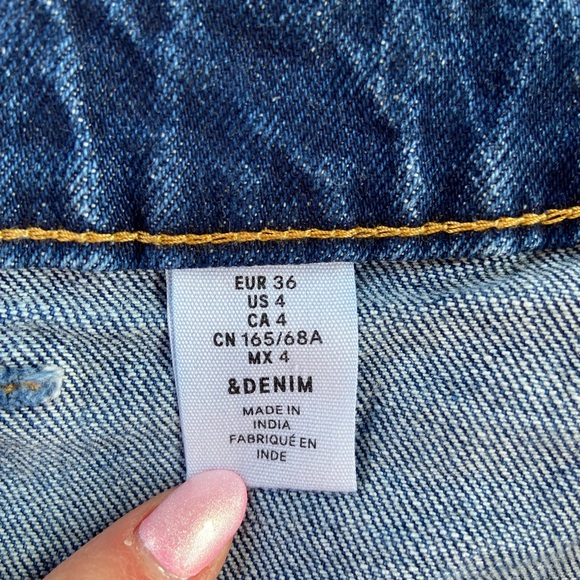 EUR 36
US 4
CA 4
CN 165/68A
MX 4
&DENIM
MADE IN
INDIA
FABRIQUÉ EN
INDE